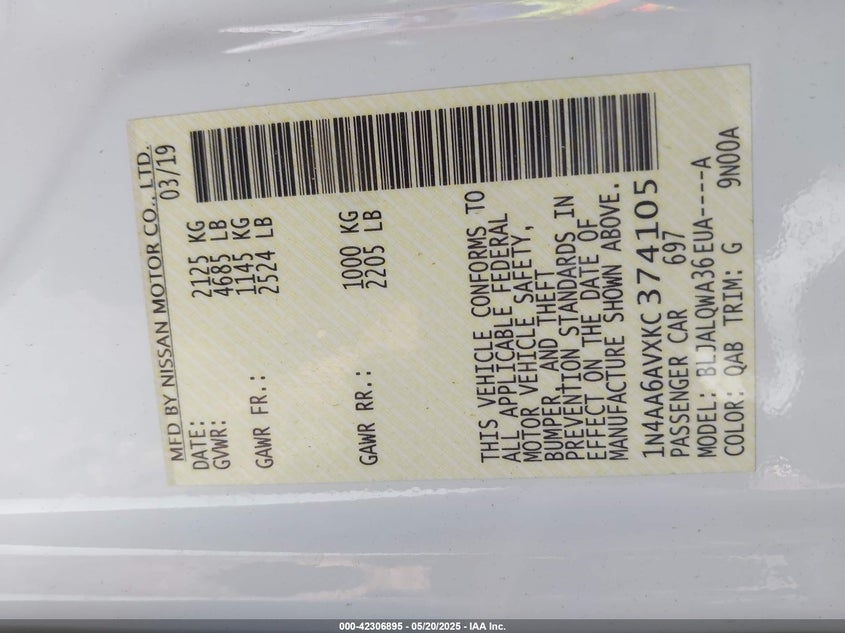 MFD BY NISSAN MOTOR CO., LTD.
DATE: 03/19
GVWR: 2125 KG
4685 LB
GAWR FR.: 1145 KG
2524 LB
GAWR RR.: 1000 KG
2205 LB
THIS VEHICLE CONFORMS TO
ALL APPLICABLE FEDERAL
MOTOR VEHICLE SAFETY,
BUMPER, AND THEFT
PREVENTION STANDARDS IN
EFFECT ON THE DATE OF
MANUFACTURE SHOWN ABOVE.
1N4AA6AVXKC374105
PASSENGER CAR 697
MODEL: BLJALQWA36EUA----A
COLOR: QAB TRIM: G 9N00A
000-42306895 - 05/20/2025 - IAA Inc.